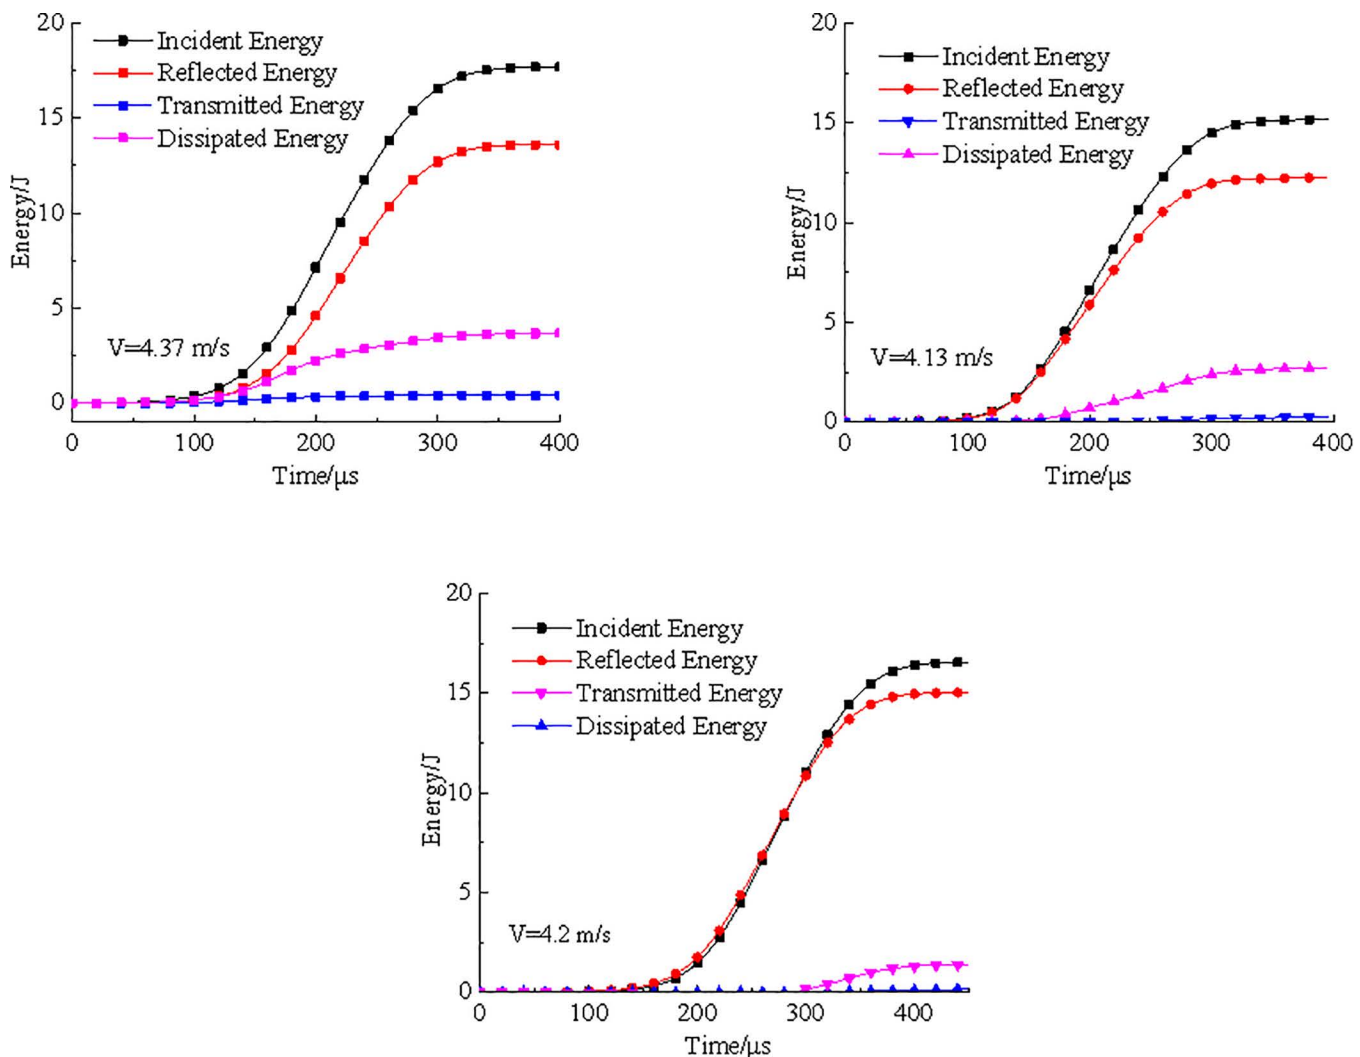 20
15
10
5
0
Energy/J
Incident Energy
Reflected Energy
Transmitted Energy
Dissipated Energy
V=4.37 m/s
0 100 200 300 400
Time/μs
20
15
10
5
0
Energy/J
Incident Energy
Reflected Energy
Transmitted Energy
Dissipated Energy
V=4.13 m/s
0 100 200 300 400
Time/μs
20
15
10
5
0
Energy/J
Incident Energy
Reflected Energy
Transmitted Energy
Dissipated Energy
V=4.2 m/s
0 100 200 300 400
Time/μs